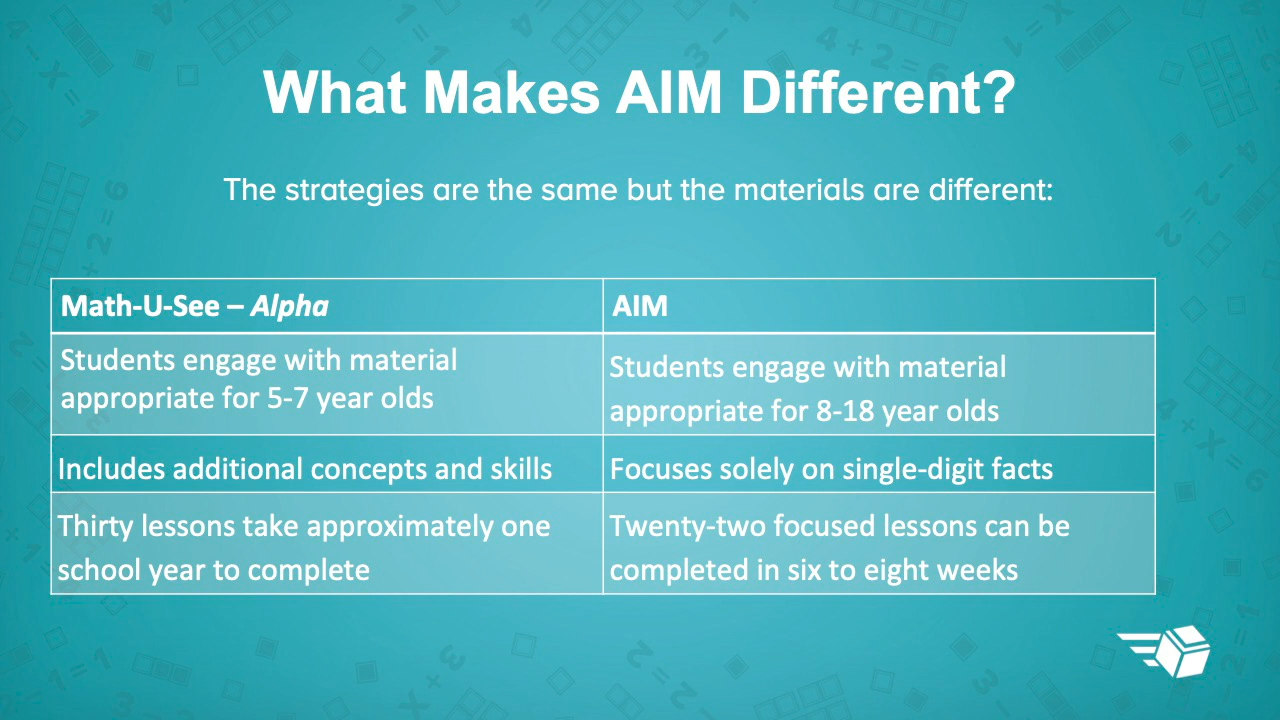 What Makes AIM Different?
The strategies are the same but the materials are different:
Math-U-See – Alpha
AIM
Students engage with material
appropriate for 5-7 year olds
Students engage with material
appropriate for 8-18 year olds
Includes additional concepts and skills
Focuses solely on single-digit facts
Thirty lessons take approximately one
school year to complete
Twenty-two focused lessons can be
completed in six to eight weeks